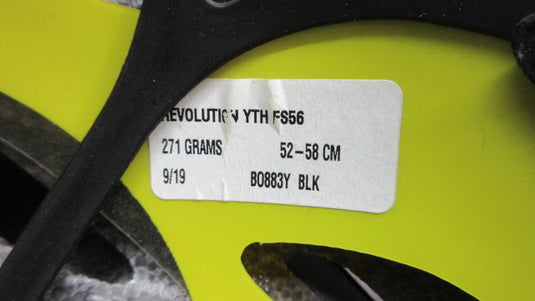 REVOLUTION YTH FS56
271 GRAMS 52-58 CM
9/19 B0883Y BLK